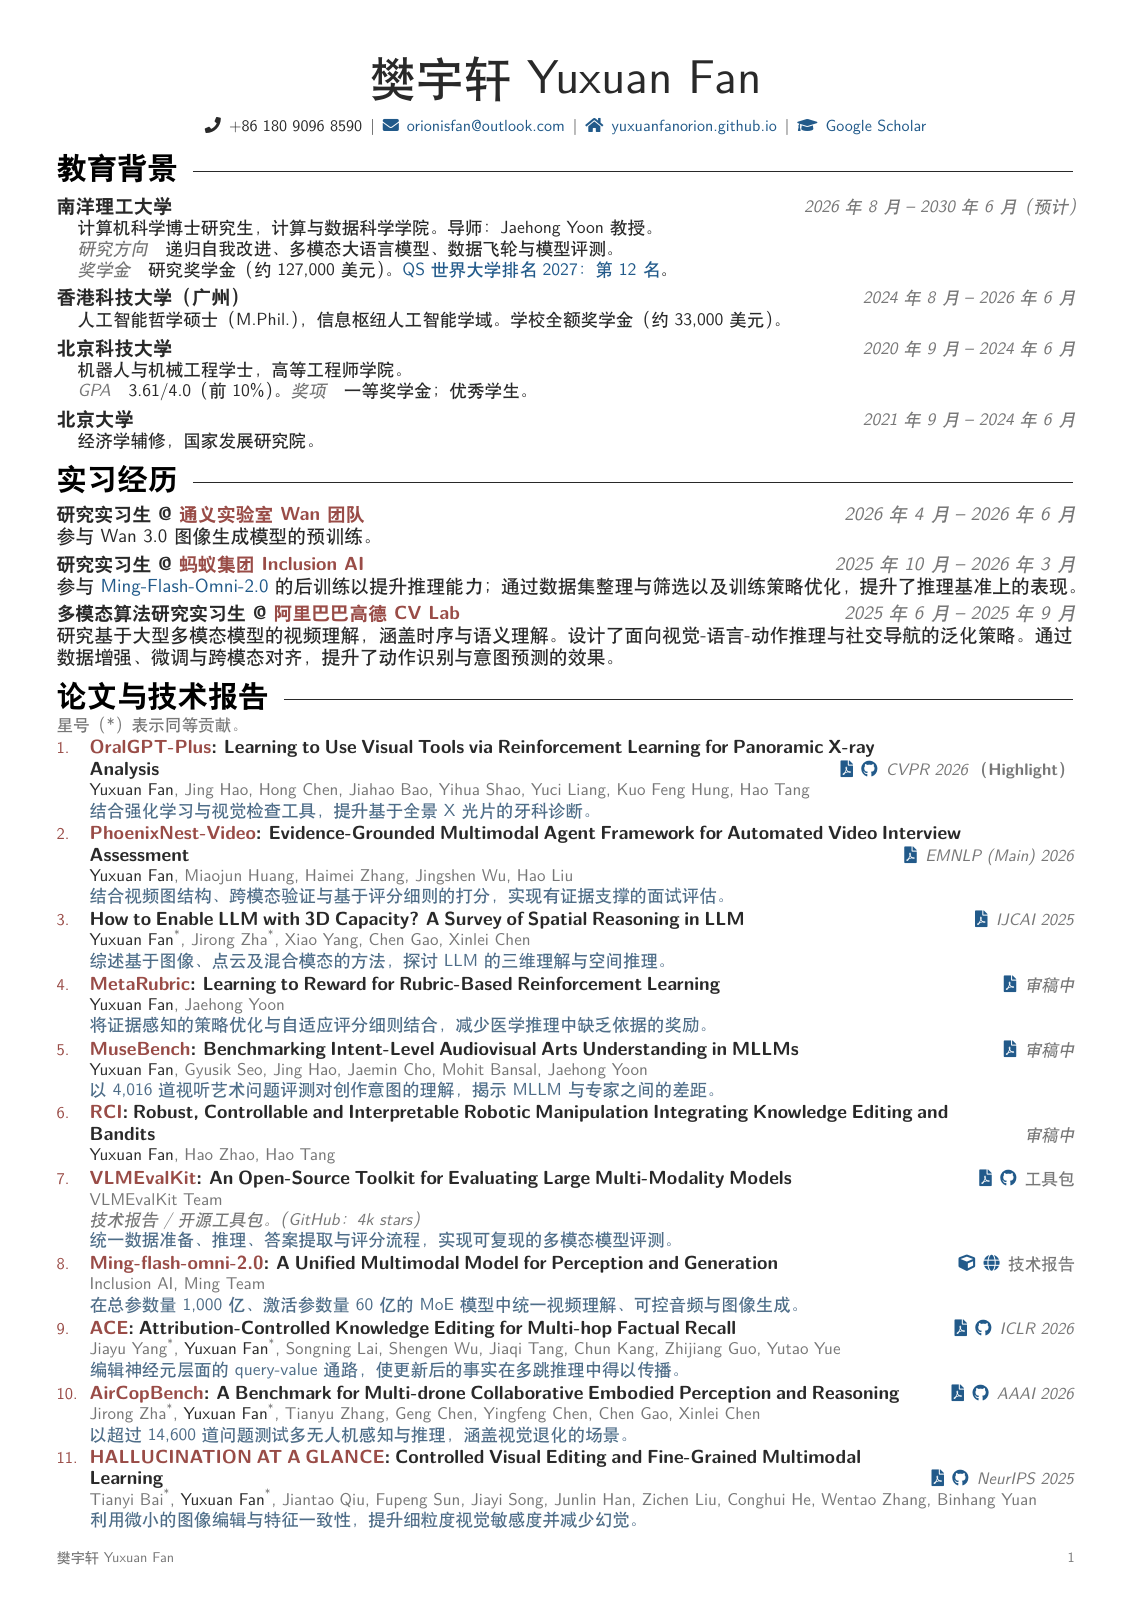 樊宇轩 Yuxuan Fan
+86 180 9096 8590 | orionisfan@outlook.com | yuxuanfanorion.github.io | Google Scholar
教育背景
南洋理工大学 2026 年 8 月 – 2030 年 6 月（预计）
计算机科学博士研究生，计算与数据科学学院。导师：Jaehong Yoon 教授。
研究方向 递归自我改进、多模态大语言模型、数据飞轮与模型评测。
奖学金 研究奖学金（约 127,000 美元）。QS 世界大学排名 2027：第 12 名。
香港科技大学（广州） 2024 年 8 月 – 2026 年 6 月
人工智能哲学硕士（M.Phil.），信息枢纽人工智能学域。学校全额奖学金（约 33,000 美元）。
北京科技大学 2020 年 9 月 – 2024 年 6 月
机器人与机械工程学士，高等工程师学院。
GPA 3.61/4.0（前 10%）。奖项 一等奖学金；优秀学生。
北京大学 2021 年 9 月 – 2024 年 6 月
经济学辅修，国家发展研究院。
实习经历
研究实习生 @ 通义实验室 Wan 团队 2026 年 4 月 – 2026 年 6 月
参与 Wan 3.0 图像生成模型的预训练。
研究实习生 @ 蚂蚁集团 Inclusion AI 2025 年 10 月 – 2026 年 3 月
参与 Ming-Flash-Omni-2.0 的后训练以提升推理能力；通过数据集整理与筛选以及训练策略优化，提升了推理基准上的表现。
多模态算法研究实习生 @ 阿里巴巴高德 CV Lab 2025 年 6 月 – 2025 年 9 月
研究基于大型多模态模型的视频理解，涵盖时序与语义理解。设计了面向视觉-语言-动作推理与社交导航的泛化策略。通过
数据增强、微调与跨模态对齐，提升了动作识别与意图预测的效果。
论文与技术报告
星号（*）表示同等贡献。
1. OralGPT-Plus: Learning to Use Visual Tools via Reinforcement Learning for Panoramic X-ray
Analysis CVPR 2026 （Highlight）
Yuxuan Fan, Jing Hao, Hong Chen, Jiahao Bao, Yihua Shao, Yuci Liang, Kuo Feng Hung, Hao Tang
结合强化学习与视觉检查工具，提升基于全景 X 光片的牙科诊断。
2. PhoenixNest-Video: Evidence-Grounded Multimodal Agent Framework for Automated Video Interview
Assessment EMNLP (Main) 2026
Yuxuan Fan, Miaojun Huang, Haimei Zhang, Jingshen Wu, Hao Liu
结合视频图结构、跨模态验证与基于评分细则的打分，实现有证据支撑的面试评估。
3. How to Enable LLM with 3D Capacity? A Survey of Spatial Reasoning in LLM IJCAI 2025
Yuxuan Fan*, Jirong Zha*, Xiao Yang, Chen Gao, Xinlei Chen
综述基于图像、点云及混合模态的方法，探讨 LLM 的三维理解与空间推理。
4. MetaRubric: Learning to Reward for Rubric-Based Reinforcement Learning 审稿中
Yuxuan Fan, Jaehong Yoon
将证据感知的策略优化与自适应评分细则结合，减少医学推理中缺乏依据的奖励。
5. MuseBench: Benchmarking Intent-Level Audiovisual Arts Understanding in MLLMs 审稿中
Yuxuan Fan, Gyusik Seo, Jing Hao, Jaemin Cho, Mohit Bansal, Jaehong Yoon
以 4,016 道视听艺术问题评测对创作意图的理解，揭示 MLLM 与专家之间的差距。
6. RCI: Robust, Controllable and Interpretable Robotic Manipulation Integrating Knowledge Editing and
Bandits 审稿中
Yuxuan Fan, Hao Zhao, Hao Tang
7. VLMEvalKit: An Open-Source Toolkit for Evaluating Large Multi-Modality Models 工具包
VLMEvalKit Team
技术报告 / 开源工具包。（GitHub：4k stars）
统一数据准备、推理、答案提取与评分流程，实现可复现的多模态模型评测。
8. Ming-flash-omni-2.0: A Unified Multimodal Model for Perception and Generation 技术报告
Inclusion AI, Ming Team
在总参数量 1,000 亿、激活参数量 60 亿的 MoE 模型中统一视频理解、可控音频与图像生成。
9. ACE: Attribution-Controlled Knowledge Editing for Multi-hop Factual Recall ICLR 2026
Jiayu Yang*, Yuxuan Fan*, Songning Lai, Shengen Wu, Jiaqi Tang, Chun Kang, Zhijiang Guo, Yutao Yue
编辑神经元层面的 query-value 通路，使更新后的事实在多跳推理中得以传播。
10. AirCopBench: A Benchmark for Multi-drone Collaborative Embodied Perception and Reasoning AAAI 2026
Jirong Zha*, Yuxuan Fan*, Tianyu Zhang, Geng Chen, Yingfeng Chen, Chen Gao, Xinlei Chen
以超过 14,600 道问题测试多无人机感知与推理，涵盖视觉退化的场景。
11. HALLUCINATION AT A GLANCE: Controlled Visual Editing and Fine-Grained Multimodal
Learning NeurIPS 2025
Tianyi Bai*, Yuxuan Fan*, Jiantao Qiu, Fupeng Sun, Jiayi Song, Junlin Han, Zichen Liu, Conghui He, Wentao Zhang, Binhang Yuan
利用微小的图像编辑与特征一致性，提升细粒度视觉敏感度并减少幻觉。
樊宇轩 Yuxuan Fan 1